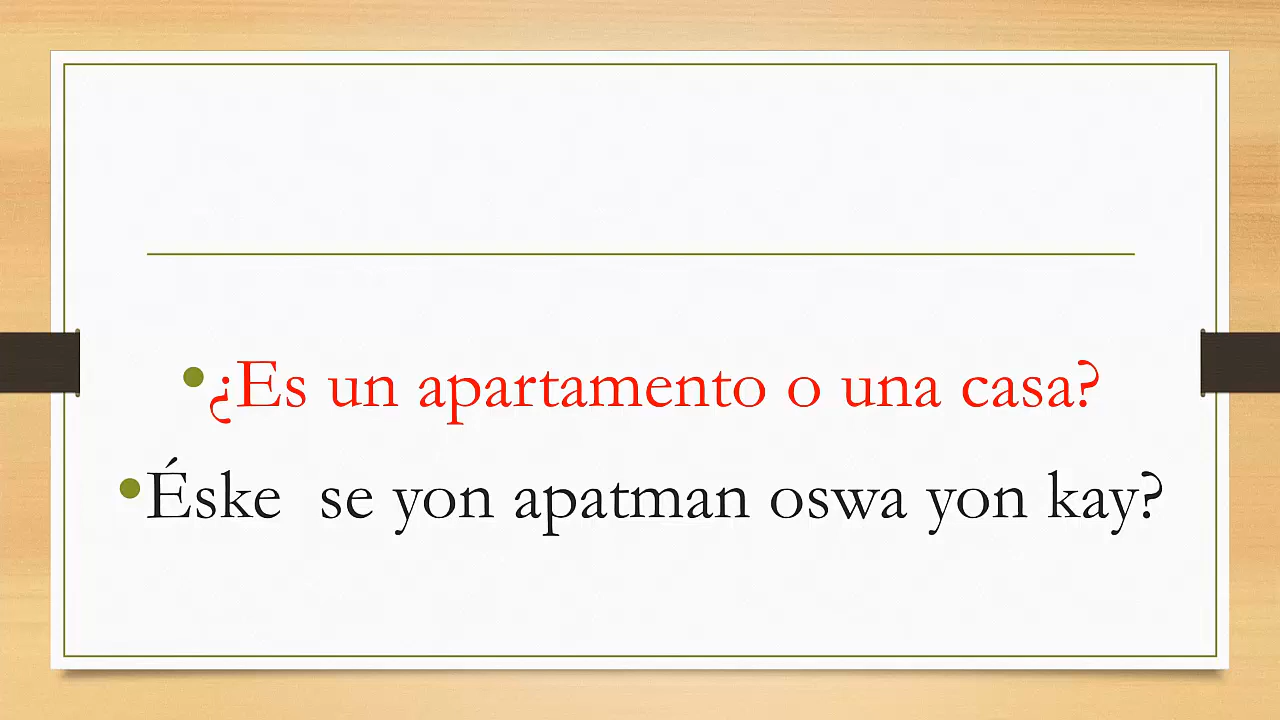 •¿Es un apartamento o una casa?
•Éske  se yon apatman oswa yon kay?